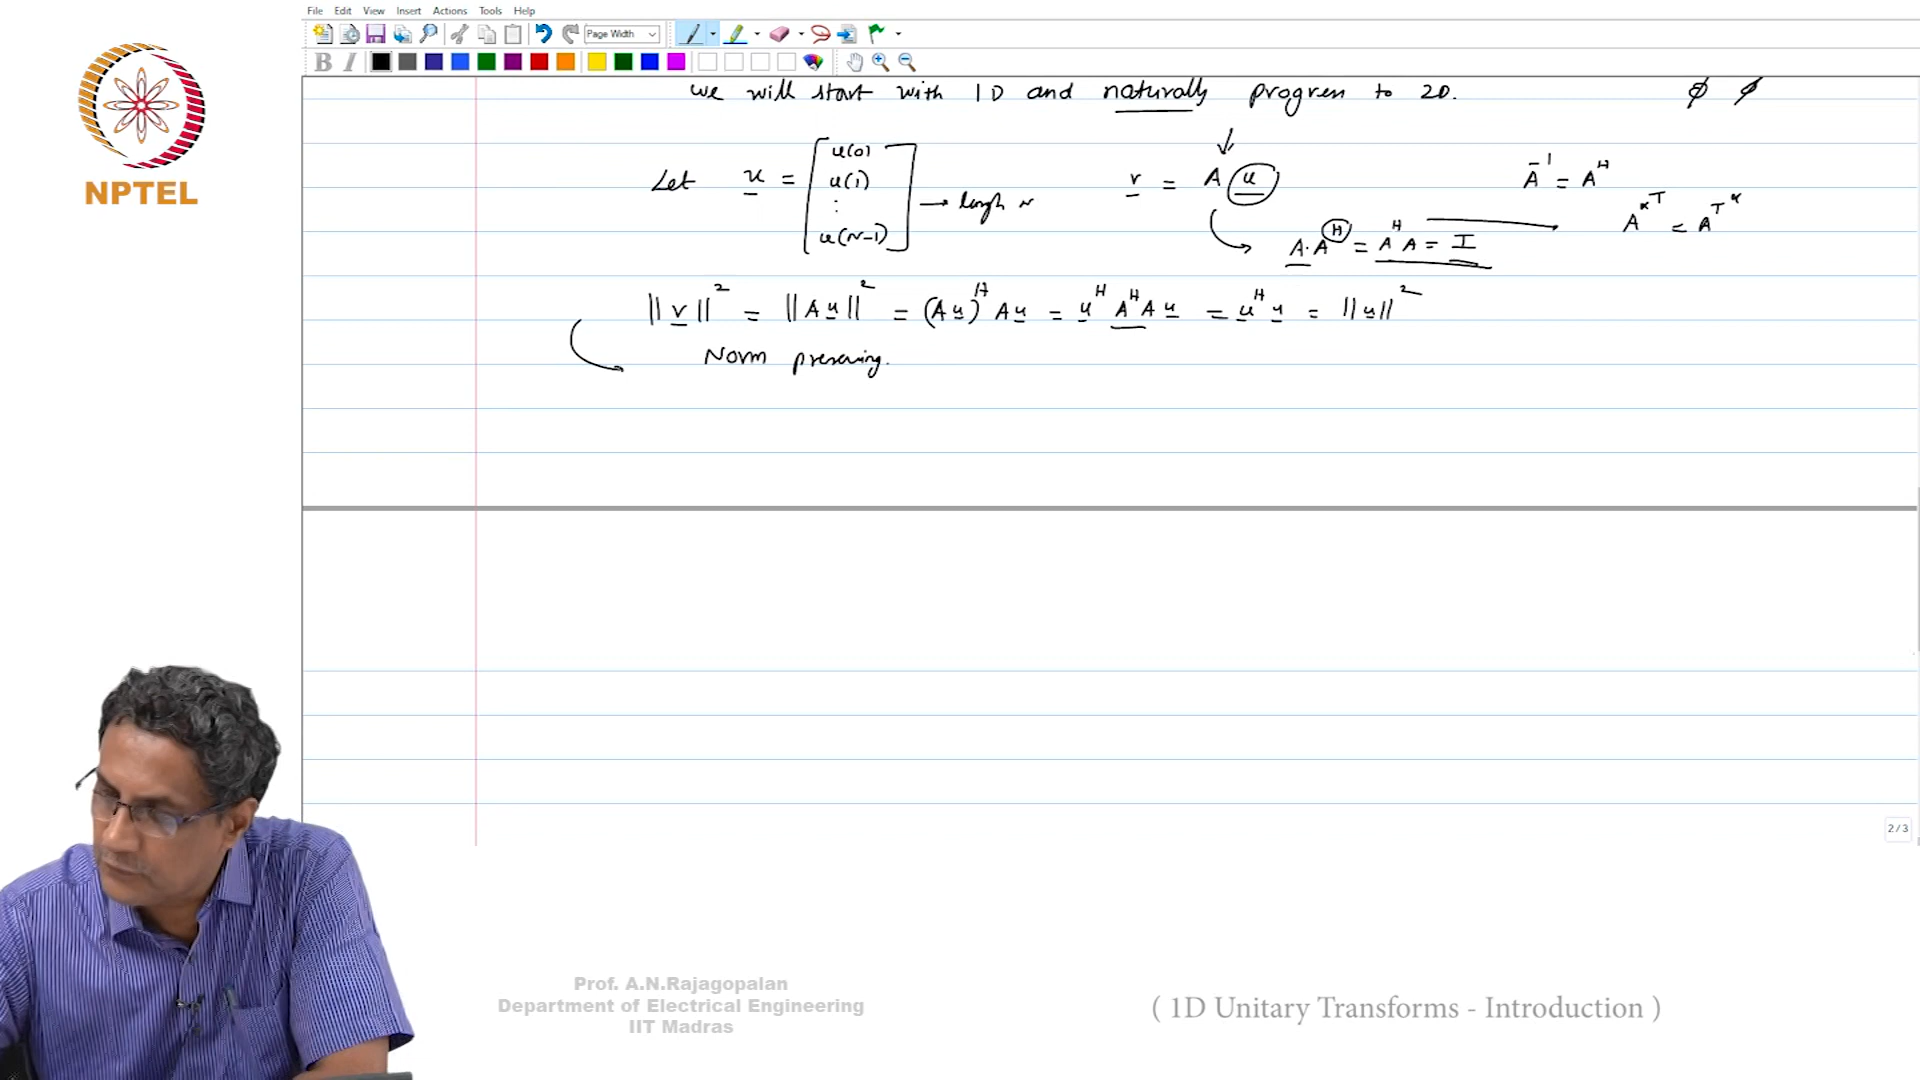 File Edit View Insert Actions Tools Help
Page Width
B I
NPTEL
we will start with 1D and naturally progress to 2D. ϕ ϕ
Let u = [ u(0) u(1) : u(N-1) ] → length N
v = A u
A⁻¹ = Aᴴ
A*ᵀ = Aᵀ*
A·Aᴴ = AᴴA = I
||v||² = ||Au||² = (Au)ᴴ Au = uᴴ AᴴA u = uᴴ u = ||u||²
Norm preserving.
2/3
Prof. A.N.Rajagopalan
Department of Electrical Engineering
IIT Madras
( 1D Unitary Transforms - Introduction )